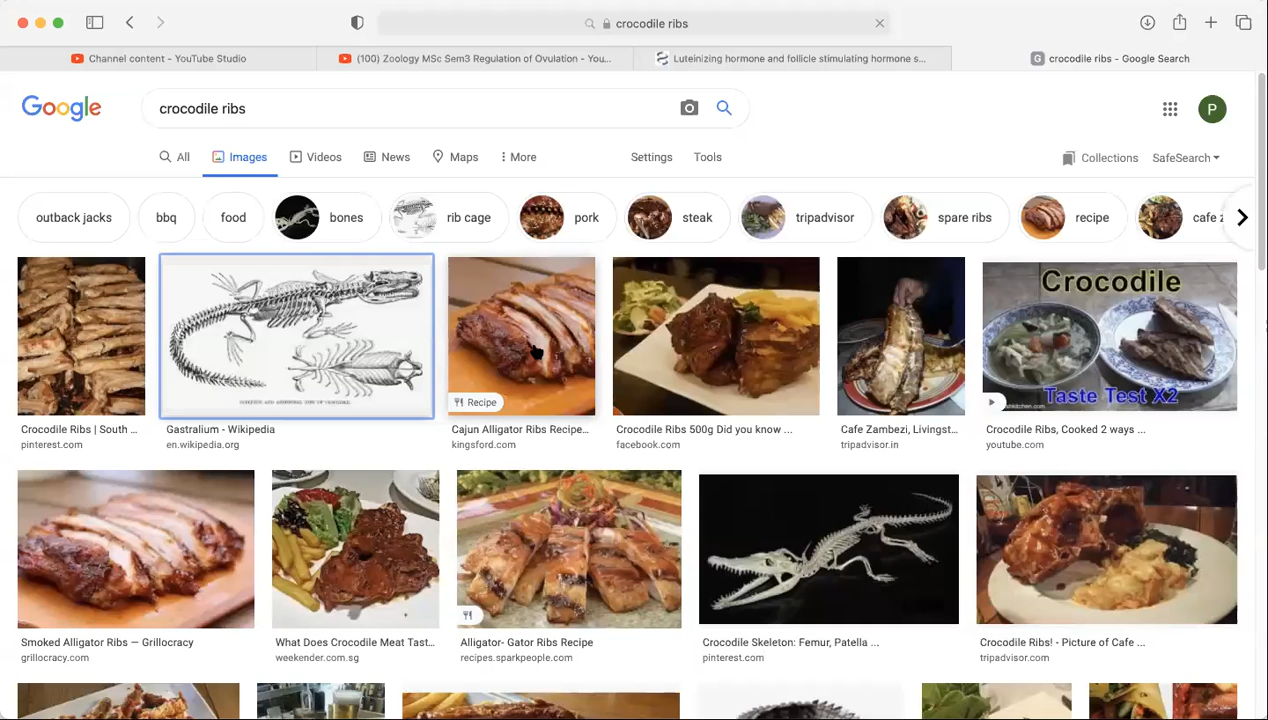 crocodile ribs
Channel content - YouTube Studio
(100) Zoology MSc Sem3 Regulation of Ovulation - You...
Luteinizing hormone and follicle stimulating hormone s...
G crocodile ribs - Google Search
Google
crocodile ribs
P
All
Images
Videos
News
Maps
More
Settings
Tools
Collections
SafeSearch
outback jacks
bbq
food
bones
rib cage
pork
steak
tripadvisor
spare ribs
recipe
cafe z
Recipe
Crocodile
Taste Test X2
Crocodile Ribs | South ...
pinterest.com
Gastralium - Wikipedia
en.wikipedia.org
Cajun Alligator Ribs Recipe...
kingsford.com
Crocodile Ribs 500g Did you know ...
facebook.com
Cafe Zambezi, Livingst...
tripadvisor.in
Crocodile Ribs, Cooked 2 ways ...
youtube.com
Smoked Alligator Ribs — Grillocracy
grillocracy.com
What Does Crocodile Meat Tast...
weekender.com.sg
Alligator- Gator Ribs Recipe
recipes.sparkpeople.com
Crocodile Skeleton: Femur, Patella ...
pinterest.com
Crocodile Ribs! - Picture of Cafe ...
tripadvisor.com